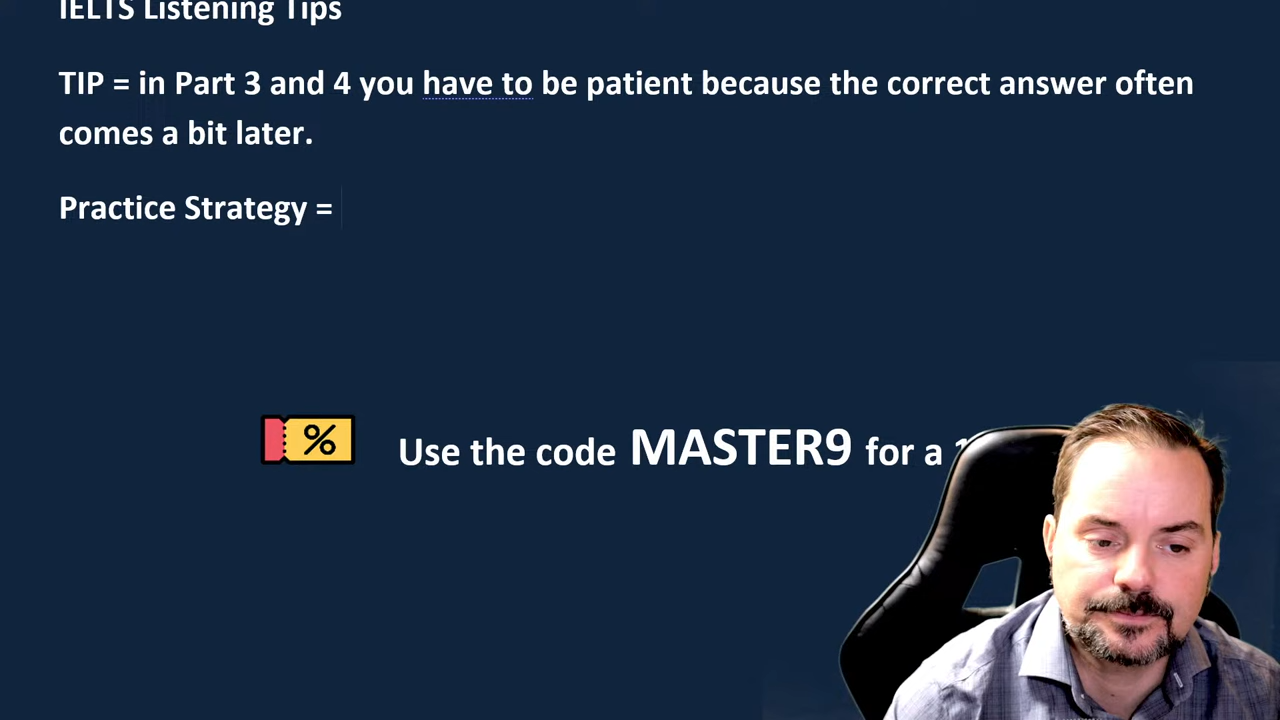 IELTS Listening Tips
TIP = in Part 3 and 4 you have to be patient because the correct answer often
comes a bit later.
Practice Strategy =
%
Use the code MASTER9 for a